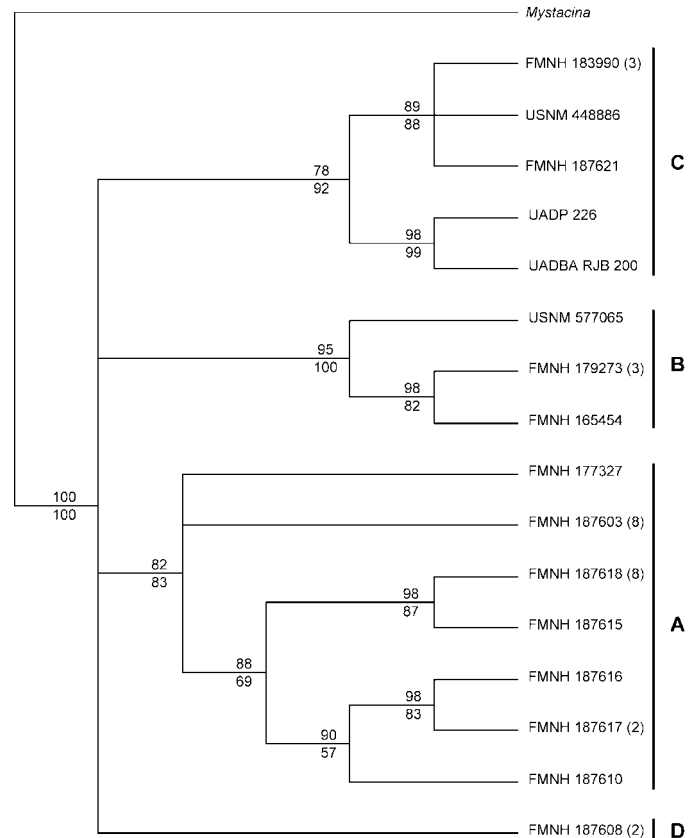 Mystacina
FMNH 183990 (3)
89
88
USNM 448886
C
FMNH 187621
78
92
UADP 226
98
99
UADBA RJB 200
USNM 577065
95
100
B
FMNH 179273 (3)
98
82
FMNH 165454
FMNH 177327
100
100
FMNH 187603 (8)
82
83
FMNH 187618 (8)
98
87
FMNH 187615
A
88
69
FMNH 187616
98
83
FMNH 187617 (2)
90
57
FMNH 187610
FMNH 187608 (2)
D